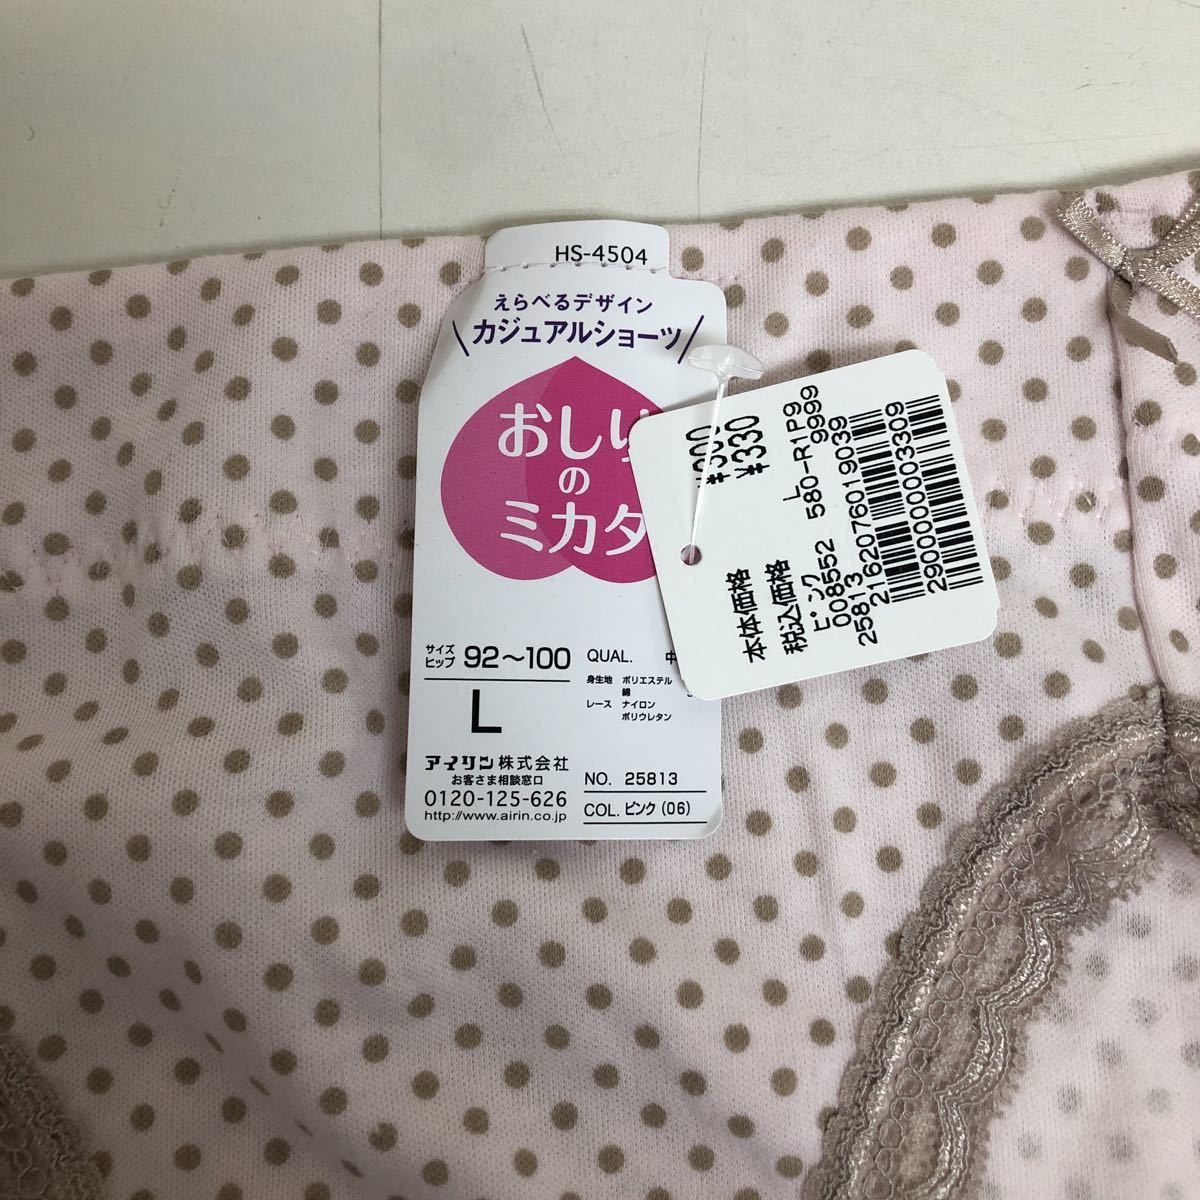 HS-4504
えらべるデザイン
\カジュアルショーツ/
おしり
の
ミカタ
サイズ
ヒップ 92～100
L
QUAL. 中
身生地 ポリエステル
綿
レース ナイロン
ポリウレタン
アイリン株式会社
お客さま相談窓口
0120-125-626
http://www.airin.co.jp
NO. 25813
COL. ピンク (06)
本体価格 ¥300
税込価格 ¥330
ピンク L
008552 580-R1P9
25813 9999
2162076019039
2900000003309